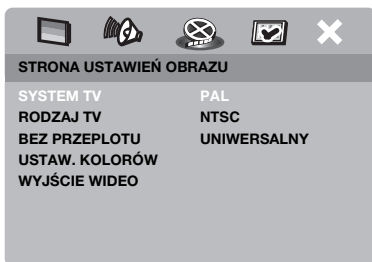 STRONA USTAWIEŃ OBRAZU
SYSTEM TV PAL
RODZAJ TV NTSC
BEZ PRZEPLOTU UNIWERSALNY
USTAW. KOLORÓW
WYJŚCIE WIDEO